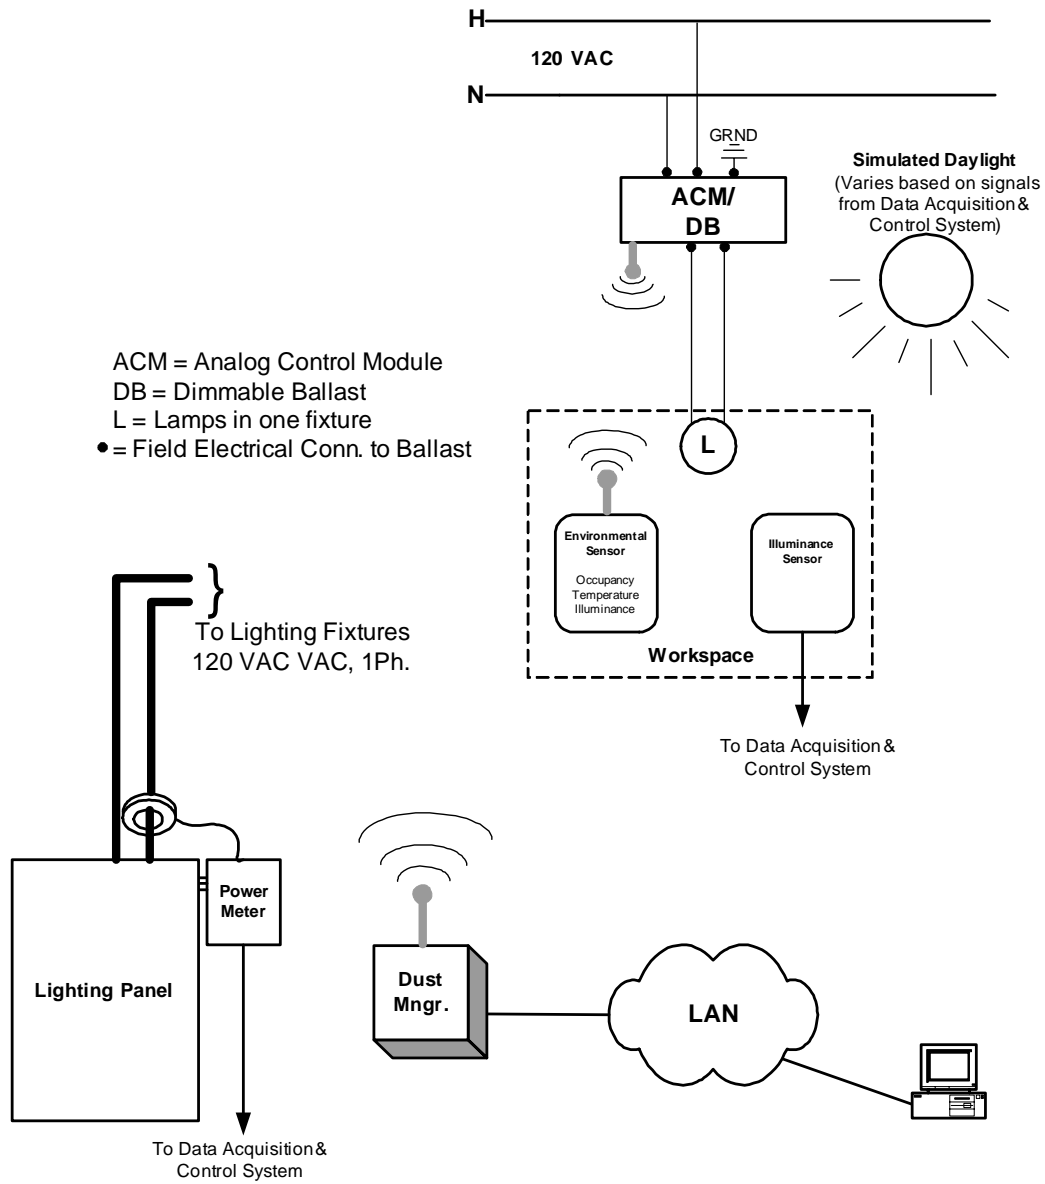 H
120 VAC
N
GRND
ACM/
DB
Simulated Daylight
(Varies based on signals
from Data Acquisition &
Control System)
ACM = Analog Control Module
DB = Dimmable Ballast
L = Lamps in one fixture
● = Field Electrical Conn. to Ballast
L
Environmental
Sensor
Occupancy
Temperature
Illuminance
Illuminance
Sensor
Workspace
To Data Acquisition &
Control System
}
To Lighting Fixtures
120 VAC VAC, 1Ph.
Lighting Panel
Power
Meter
To Data Acquisition &
Control System
Dust
Mngr.
LAN